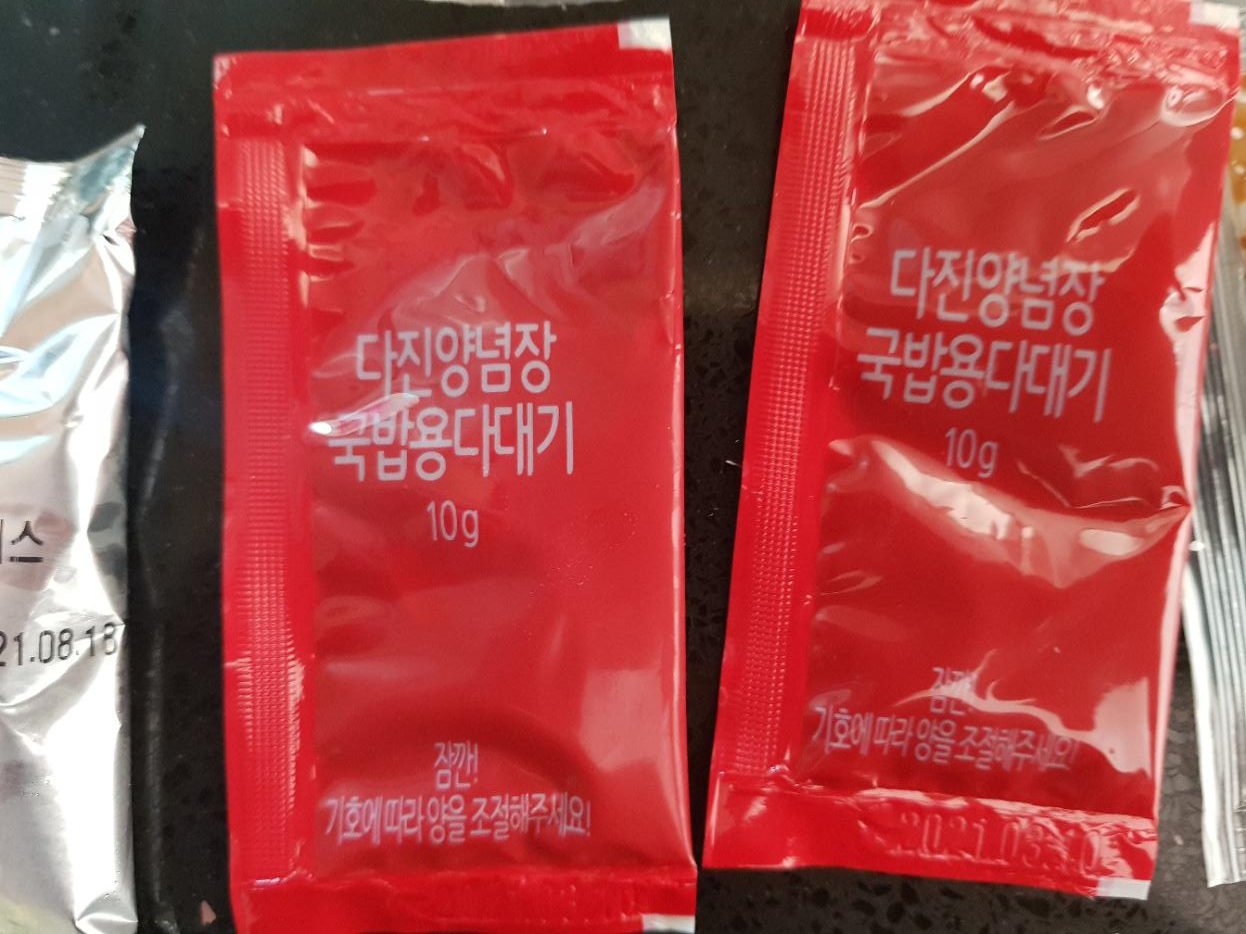 다진양념장
국밥용다대기
10g
잠깐!
기호에 따라 양을 조절해주세요!
다진양념장
국밥용다대기
10g
잠깐!
기호에 따라 양을 조절해주세요!
2021.03.10
21.08.18